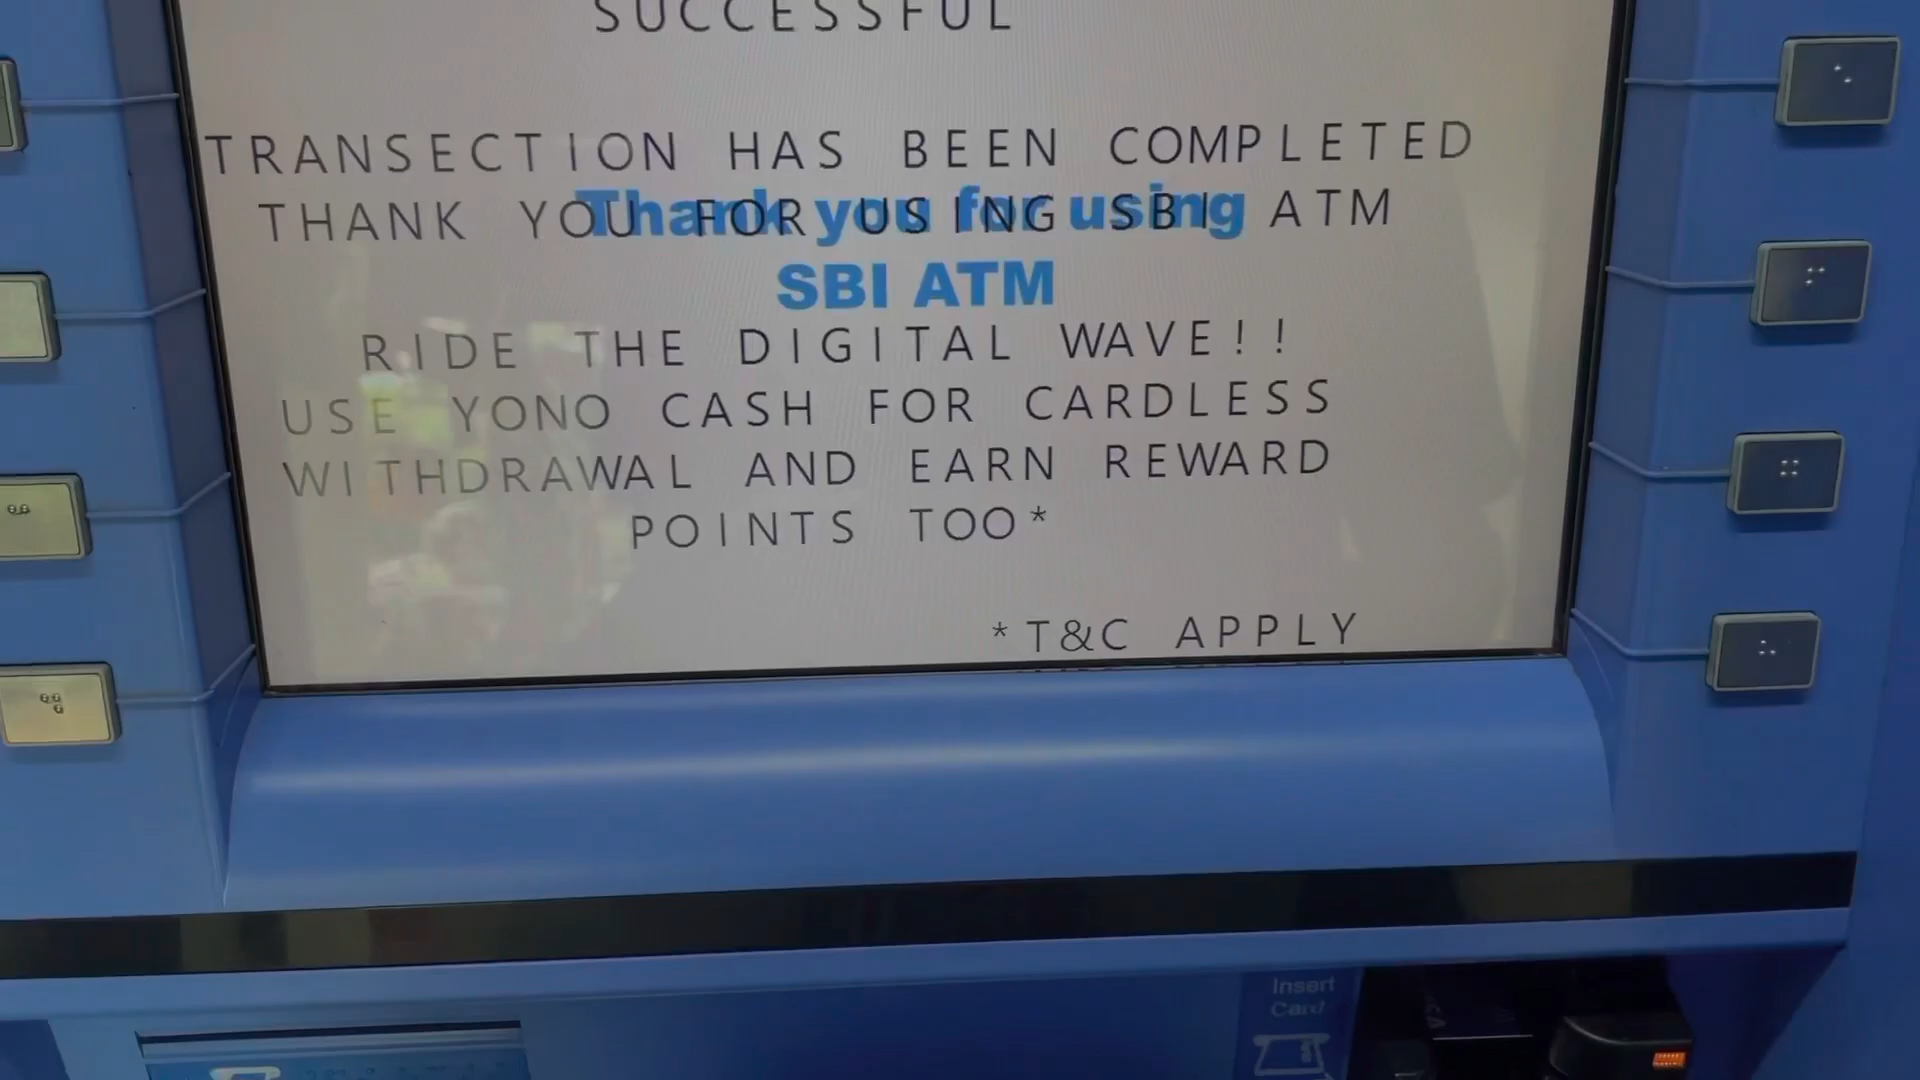 SUCCESSFUL
TRANSECTION HAS BEEN COMPLETED
THANK YOU FOR USING SBI ATM
Thank you for using
SBI ATM
RIDE THE DIGITAL WAVE!!
USE YONO CASH FOR CARDLESS
WITHDRAWAL AND EARN REWARD
POINTS TOO*
*T&C APPLY
Insert
Card